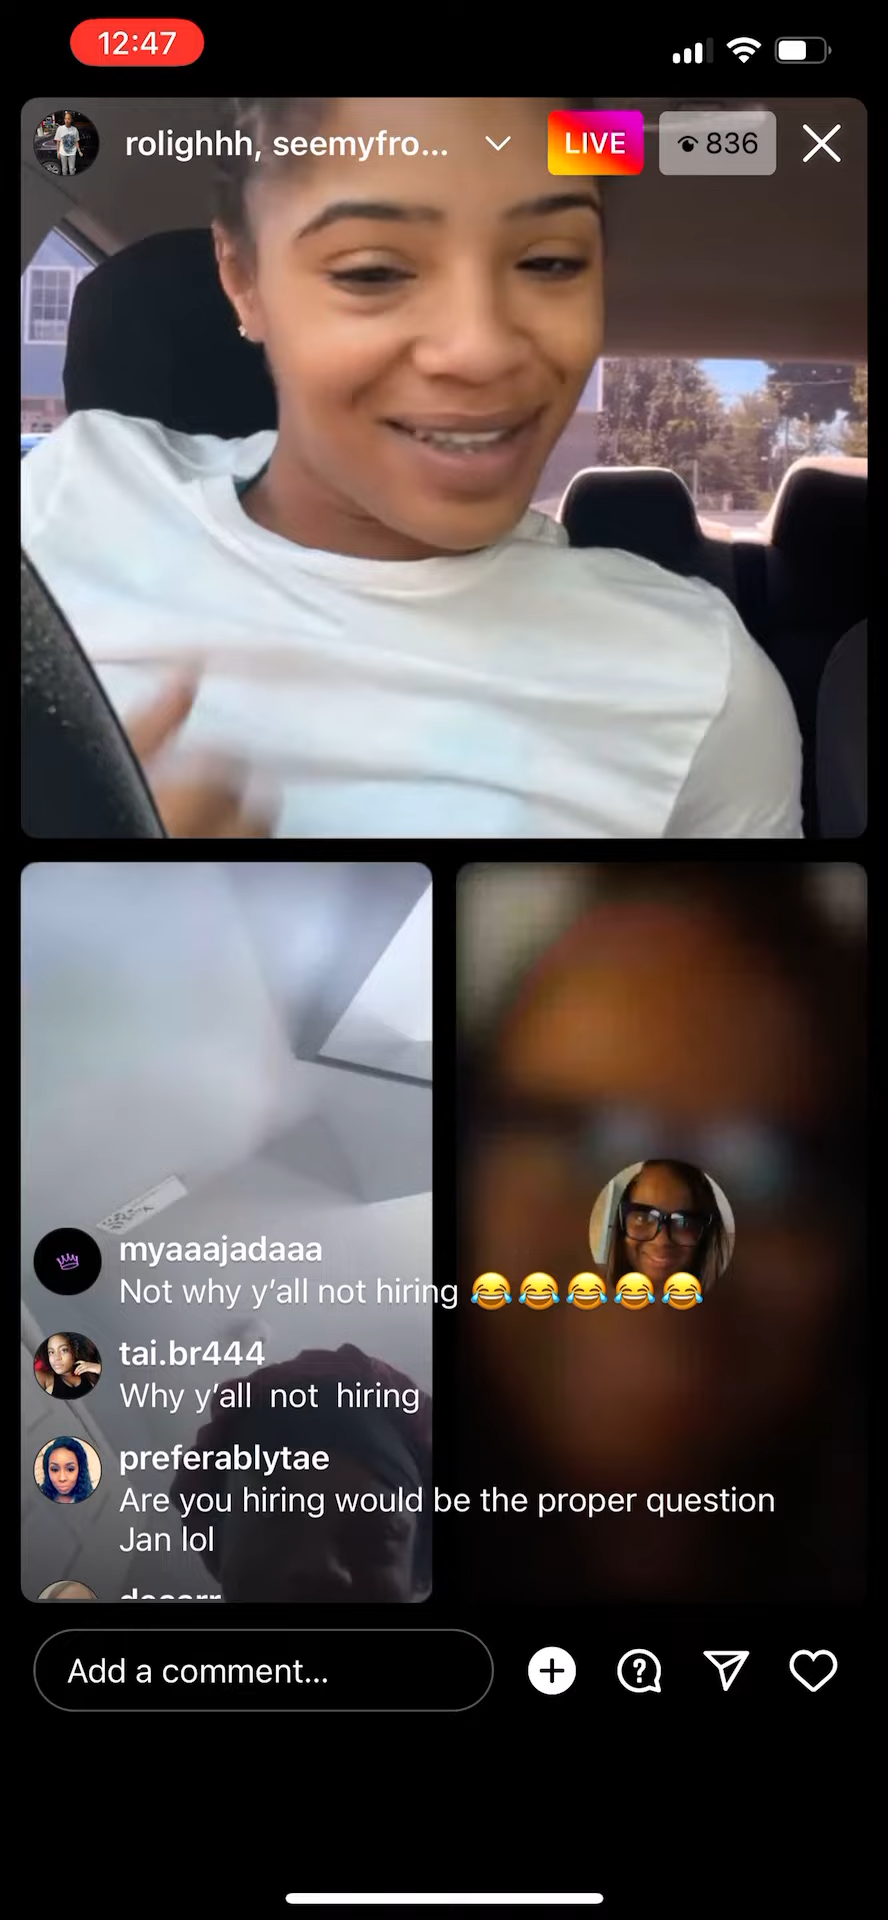 12:47
rolighhh, seemyfro...
LIVE
836
myaaajadaaa
Not why y’all not hiring 😂😂😂😂😂
tai.br444
Why y’all  not  hiring
preferablytae
Are you hiring would be the proper question
Jan lol
Add a comment...